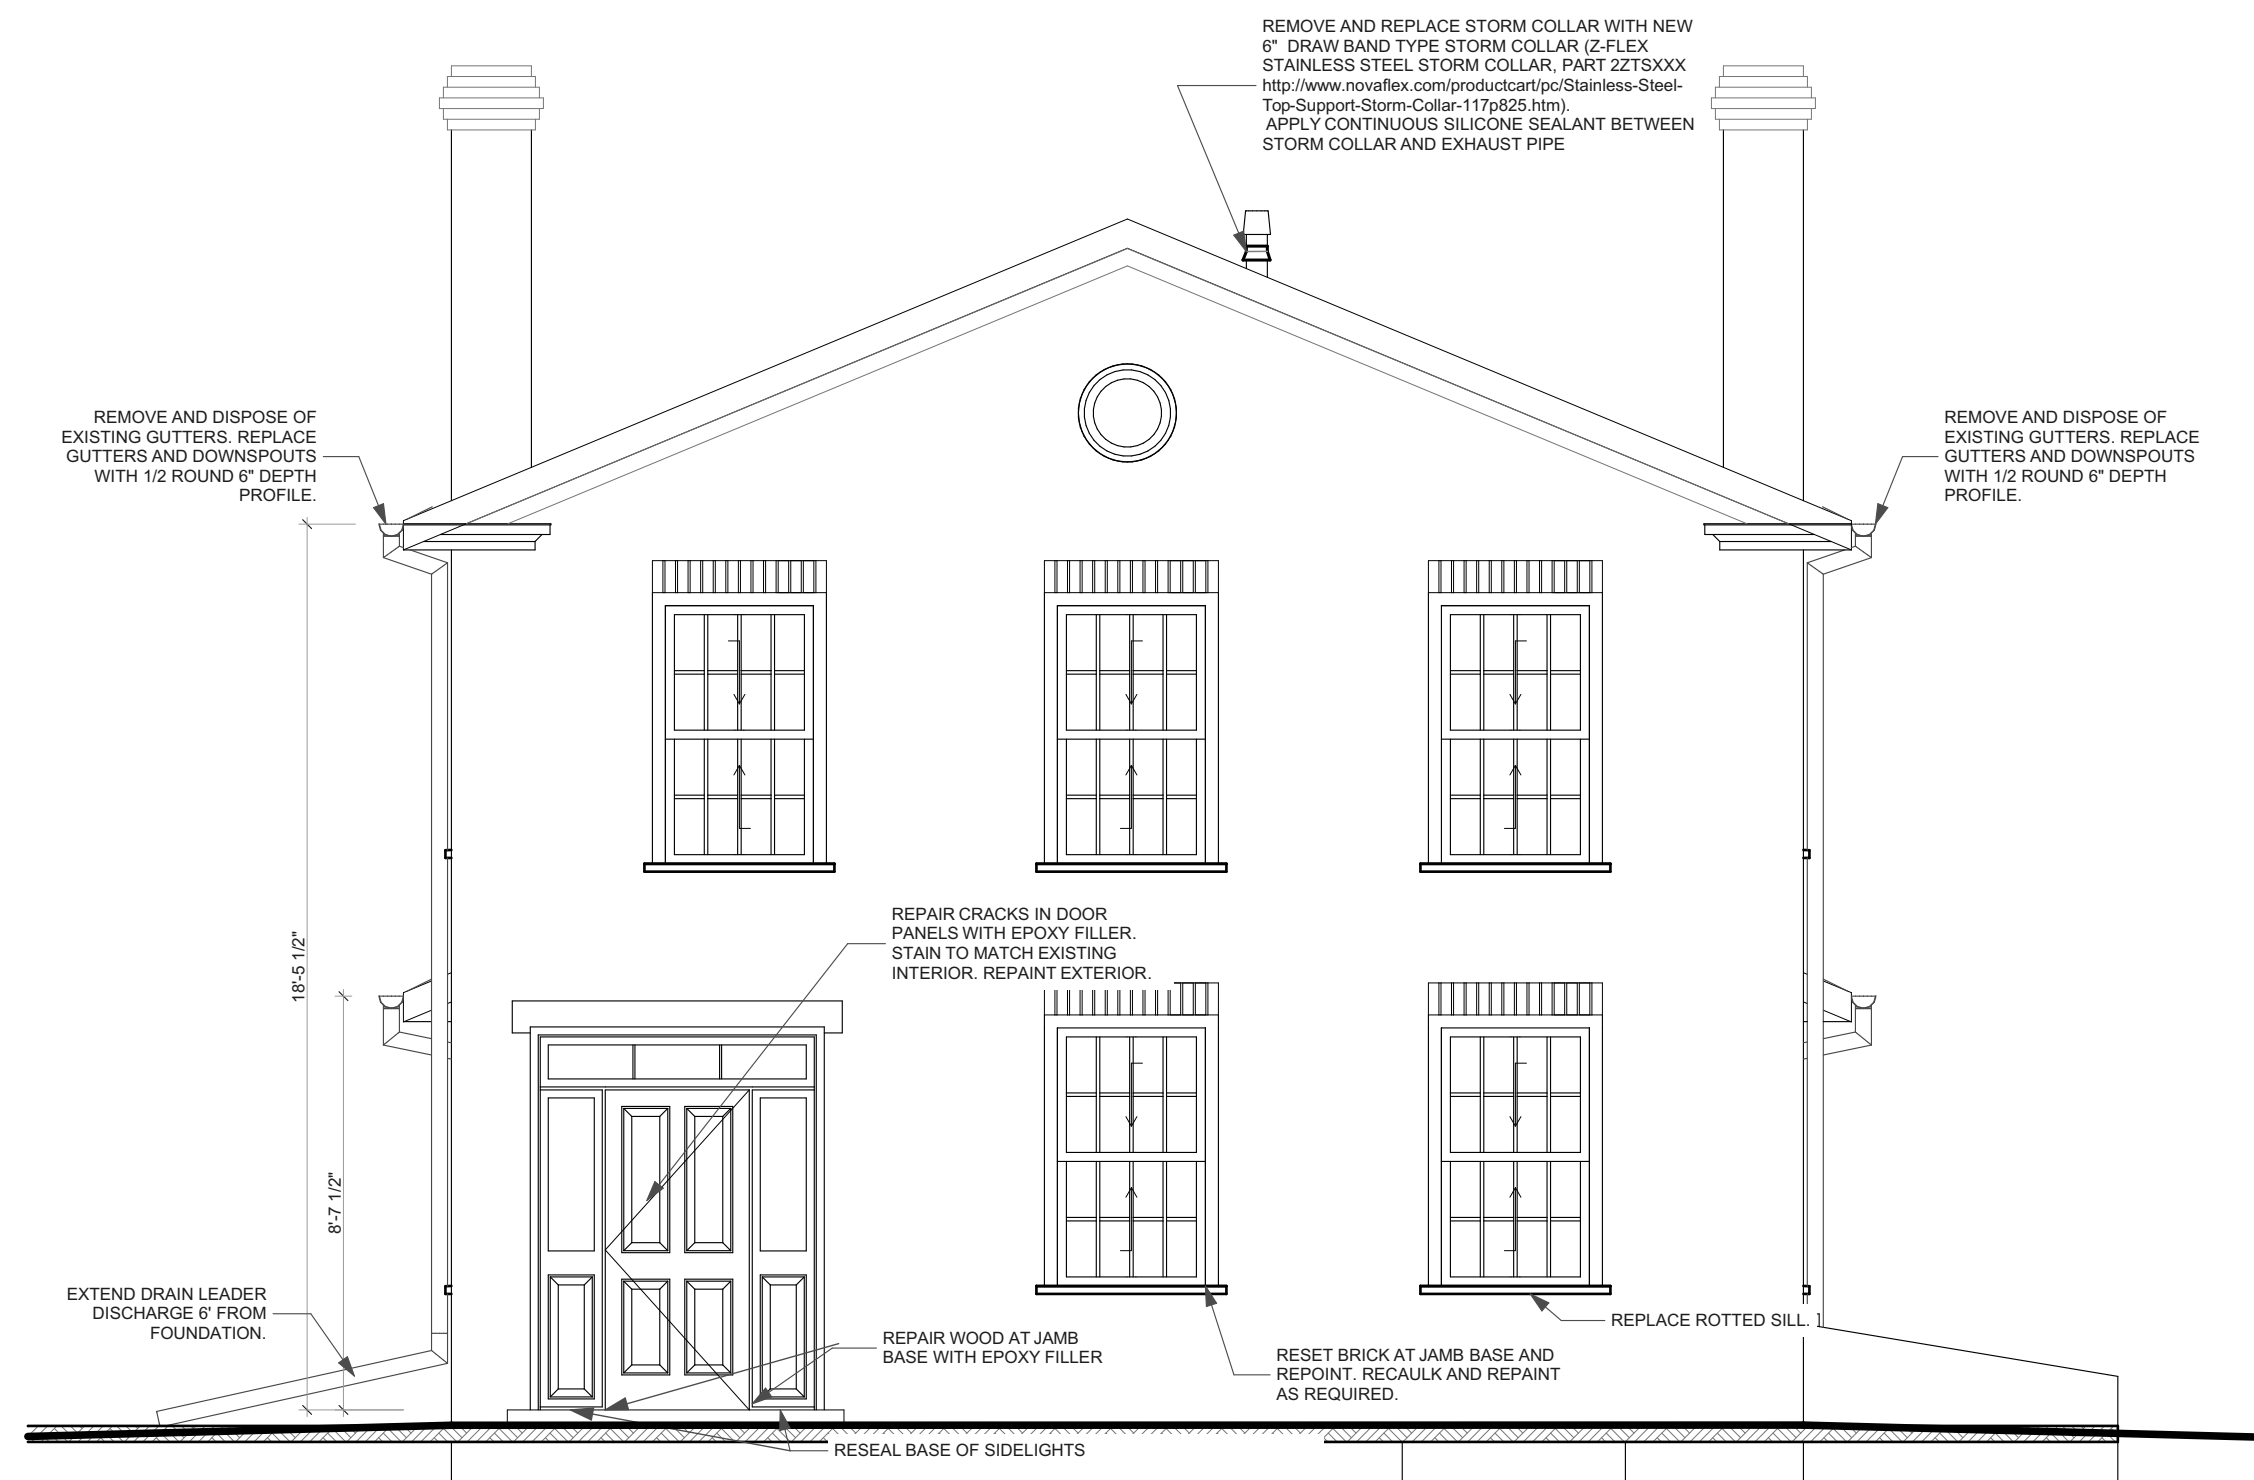 REMOVE AND REPLACE STORM COLLAR WITH NEW
6" DRAW BAND TYPE STORM COLLAR (Z-FLEX
STAINLESS STEEL STORM COLLAR, PART 2ZTSXXX
http://www.novaflex.com/productcart/pc/Stainless-Steel-
Top-Support-Storm-Collar-117p825.htm).
APPLY CONTINUOUS SILICONE SEALANT BETWEEN
STORM COLLAR AND EXHAUST PIPE
REMOVE AND DISPOSE OF
EXISTING GUTTERS. REPLACE
GUTTERS AND DOWNSPOUTS
WITH 1/2 ROUND 6" DEPTH
PROFILE.
REMOVE AND DISPOSE OF
EXISTING GUTTERS. REPLACE
GUTTERS AND DOWNSPOUTS
WITH 1/2 ROUND 6" DEPTH
PROFILE.
18'-5 1/2"
8'-7 1/2"
REPAIR CRACKS IN DOOR
PANELS WITH EPOXY FILLER.
STAIN TO MATCH EXISTING
INTERIOR. REPAINT EXTERIOR.
EXTEND DRAIN LEADER
DISCHARGE 6' FROM
FOUNDATION.
REPAIR WOOD AT JAMB
BASE WITH EPOXY FILLER
REPLACE ROTTED SILL.
RESET BRICK AT JAMB BASE AND
REPOINT. RECAULK AND REPAINT
AS REQUIRED.
RESEAL BASE OF SIDELIGHTS